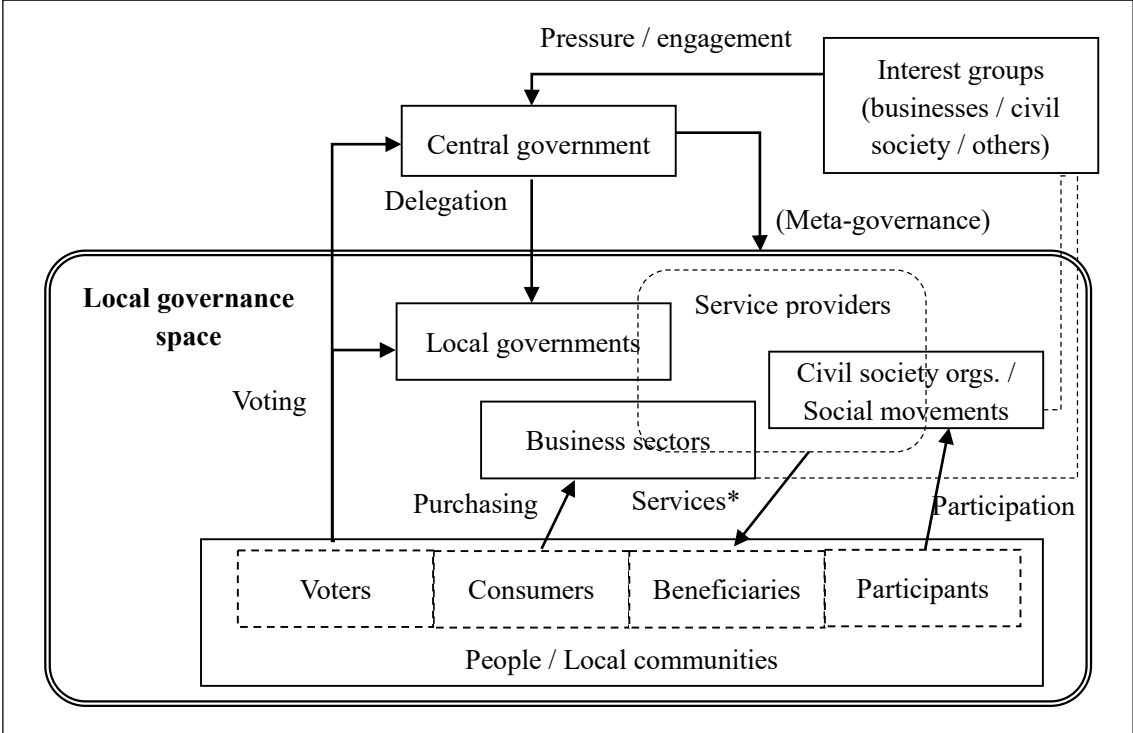 Pressure / engagement
Interest groups
(businesses / civil
society / others)
Central government
Delegation
(Meta-governance)
Local governance
space
Service providers
Local governments
Civil society orgs. /
Social movements
Voting
Business sectors
Purchasing
Services*
Participation
Voters
Consumers
Beneficiaries
Participants
People / Local communities